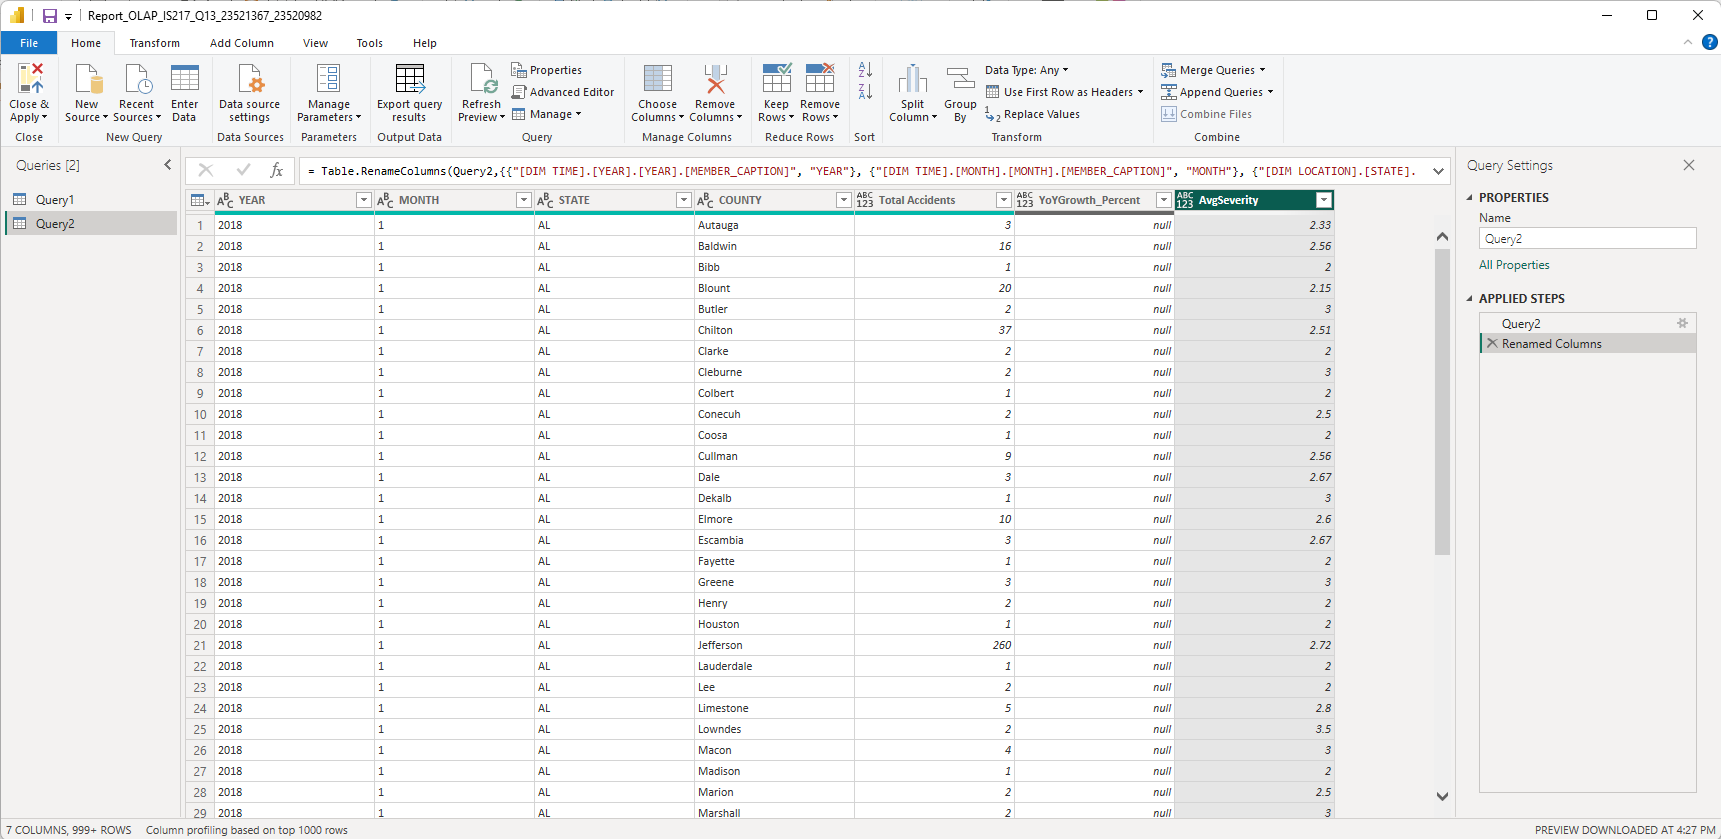 Report_OLAP_IS217_Q13_23521367_23520982
File Home Transform Add Column View Tools Help
Close & Apply
New Source
Recent Sources
Enter Data
Data source settings
Manage Parameters
Export query results
Refresh Preview
Properties
Advanced Editor
Manage
Choose Columns
Remove Columns
Keep Rows
Remove Rows
Split Column
Group By
Data Type: Any
Use First Row as Headers
Replace Values
Merge Queries
Append Queries
Combine Files
Close New Query Data Sources Parameters Output Data Query Manage Columns Reduce Rows Sort Transform Combine
Queries [2]
Query1
Query2
fx = Table.RenameColumns(Query2,{{"[DIM TIME].[YEAR].[YEAR].[MEMBER_CAPTION]", "YEAR"}, {"[DIM TIME].[MONTH].[MONTH].[MEMBER_CAPTION]", "MONTH"}, {"[DIM LOCATION].[STATE].
ABC YEAR ABC MONTH ABC STATE ABC COUNTY ABC 123 Total Accidents ABC 123 YoYGrowth_Percent ABC 123 AvgSeverity
1 2018 1 AL Autauga 3 null 2.33
2 2018 1 AL Baldwin 16 null 2.56
3 2018 1 AL Bibb 1 null 2
4 2018 1 AL Blount 20 null 2.15
5 2018 1 AL Butler 2 null 3
6 2018 1 AL Chilton 37 null 2.51
7 2018 1 AL Clarke 2 null 2
8 2018 1 AL Cleburne 2 null 3
9 2018 1 AL Colbert 1 null 2
10 2018 1 AL Conecuh 2 null 2.5
11 2018 1 AL Coosa 1 null 2
12 2018 1 AL Cullman 9 null 2.56
13 2018 1 AL Dale 3 null 2.67
14 2018 1 AL Dekalb 1 null 3
15 2018 1 AL Elmore 10 null 2.6
16 2018 1 AL Escambia 3 null 2.67
17 2018 1 AL Fayette 1 null 2
18 2018 1 AL Greene 3 null 3
19 2018 1 AL Henry 2 null 2
20 2018 1 AL Houston 1 null 2
21 2018 1 AL Jefferson 260 null 2.72
22 2018 1 AL Lauderdale 1 null 2
23 2018 1 AL Lee 2 null 2
24 2018 1 AL Limestone 5 null 2.8
25 2018 1 AL Lowndes 2 null 3.5
26 2018 1 AL Macon 4 null 3
27 2018 1 AL Madison 1 null 2
28 2018 1 AL Marion 2 null 2.5
29 2018 1 AL Marshall 2 null 3
Query Settings
PROPERTIES
Name
Query2
All Properties
APPLIED STEPS
Query2
Renamed Columns
7 COLUMNS, 999+ ROWS Column profiling based on top 1000 rows
PREVIEW DOWNLOADED AT 4:27 PM